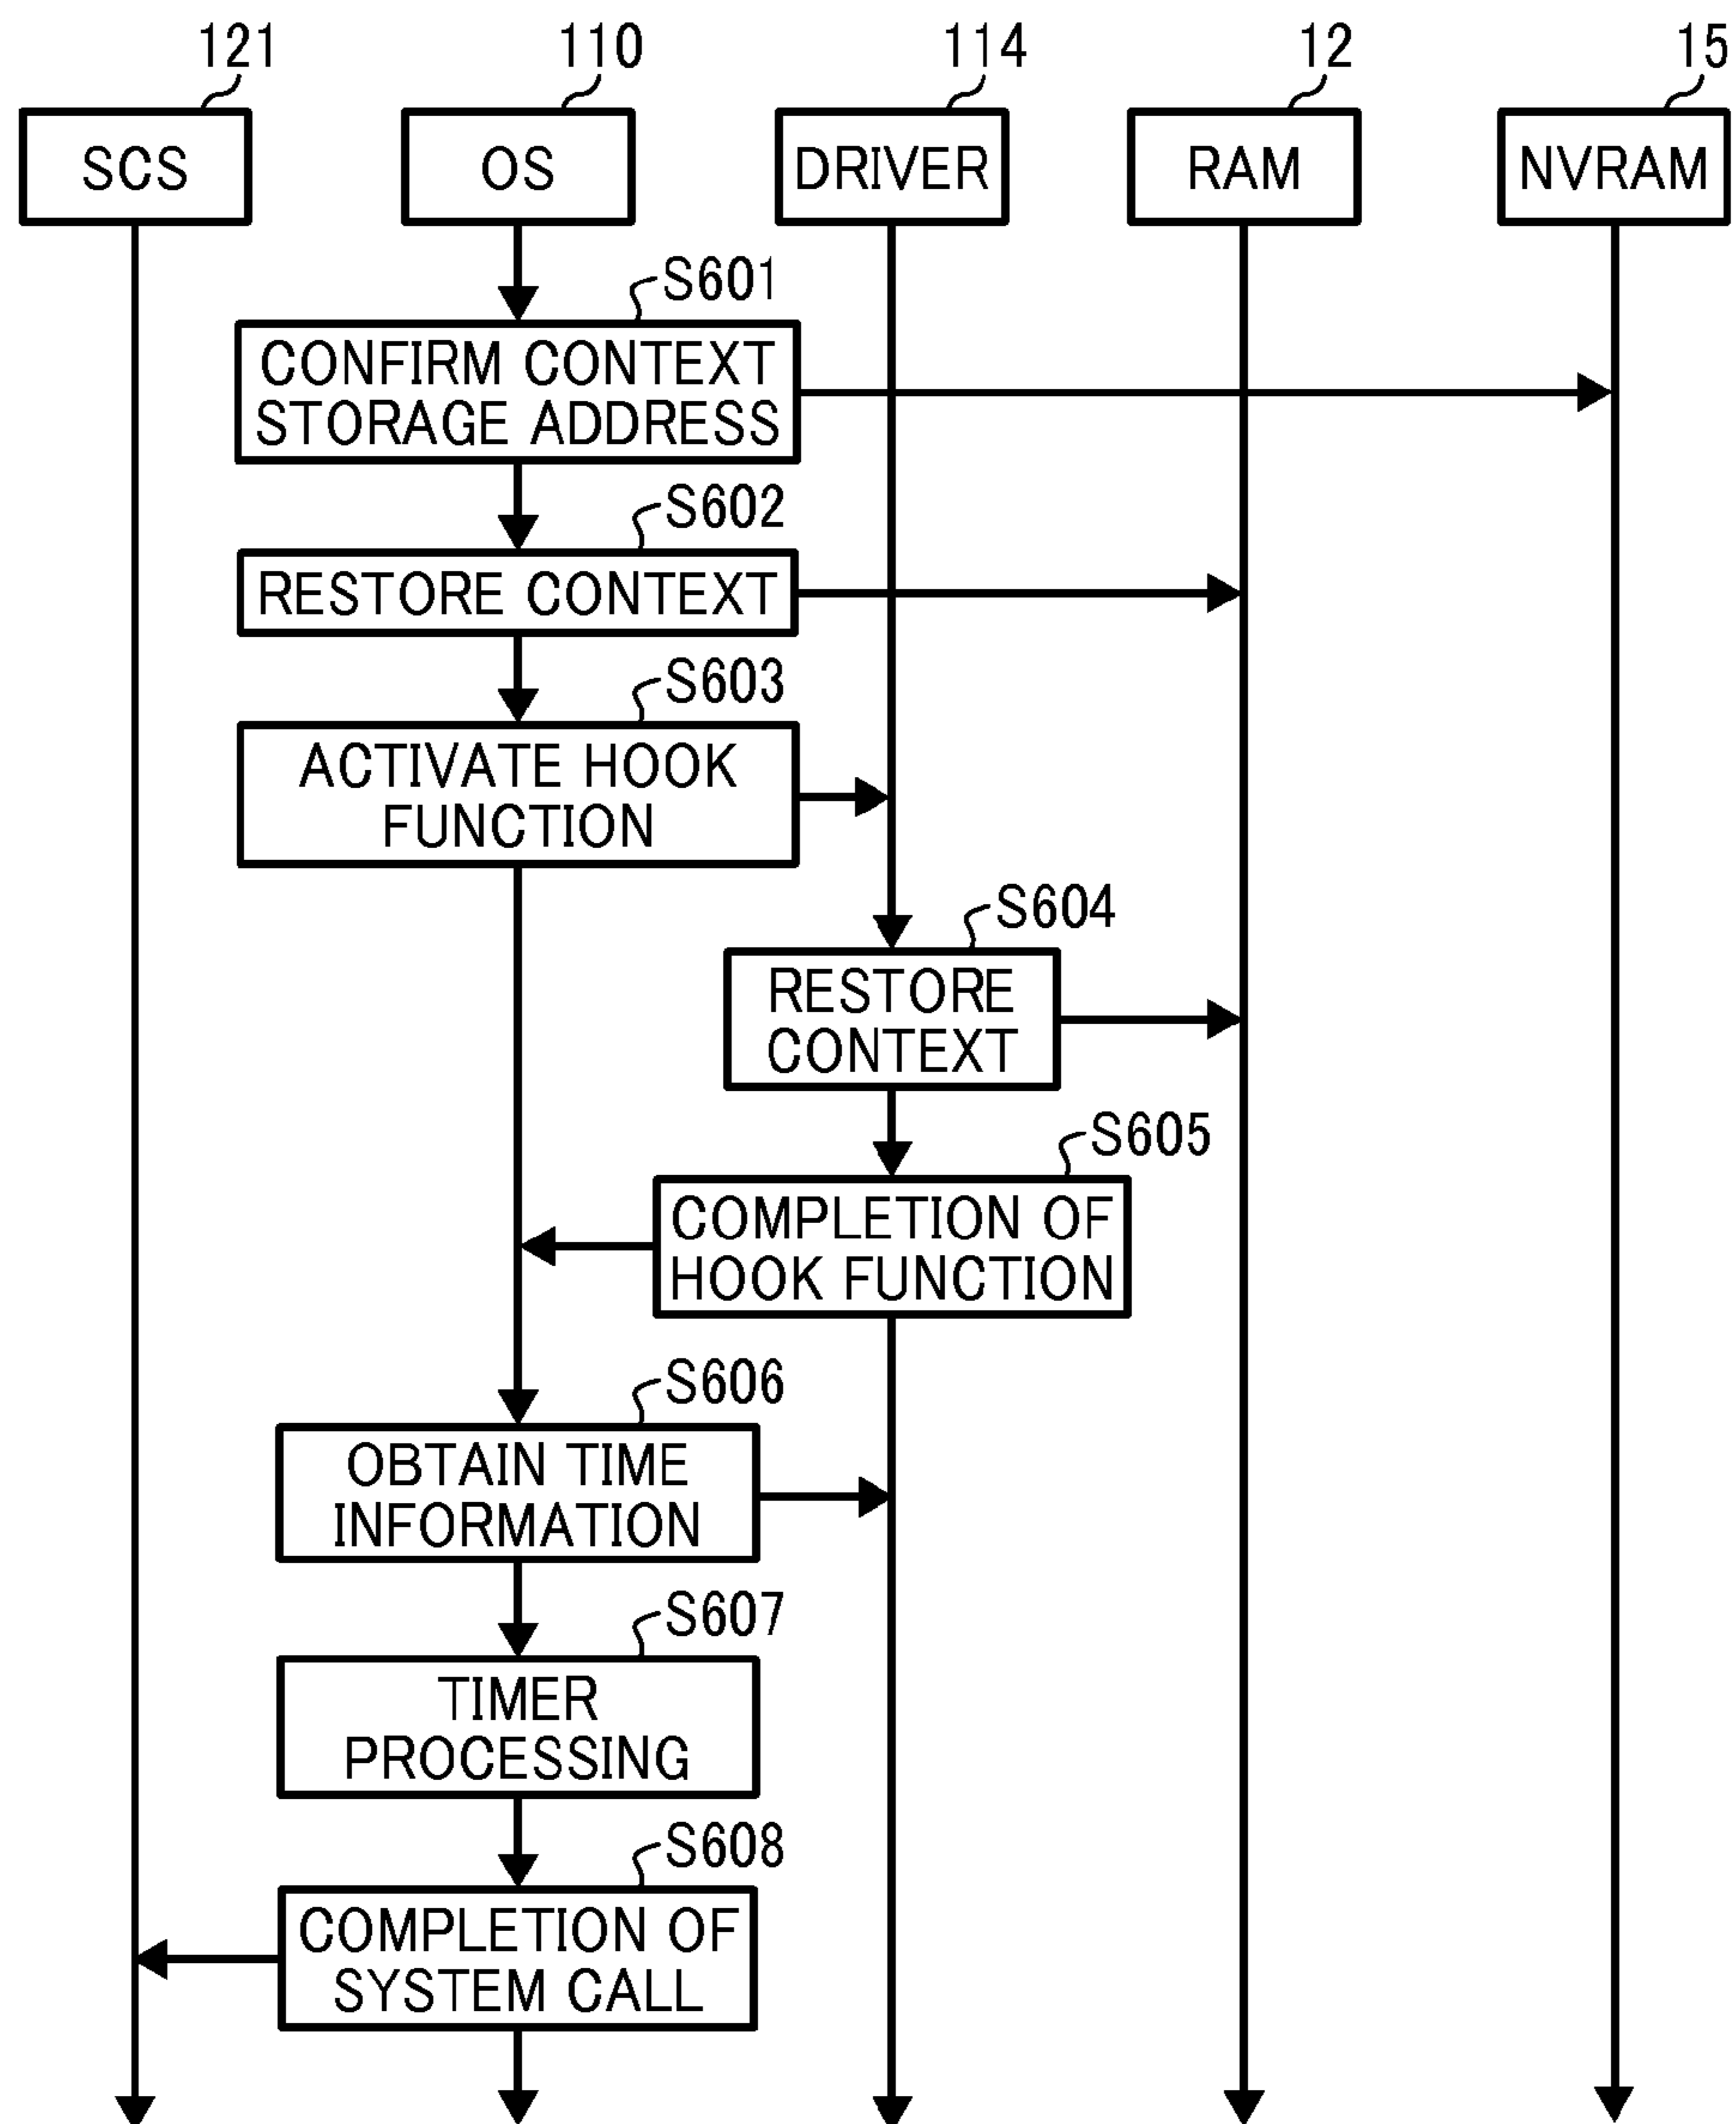 121
110
114
12
15
SCS
OS
DRIVER
RAM
NVRAM
S601
CONFIRM CONTEXT
STORAGE ADDRESS
S602
RESTORE CONTEXT
S603
ACTIVATE HOOK
FUNCTION
S604
RESTORE
CONTEXT
S605
COMPLETION OF
HOOK FUNCTION
S606
OBTAIN TIME
INFORMATION
S607
TIMER
PROCESSING
S608
COMPLETION OF
SYSTEM CALL